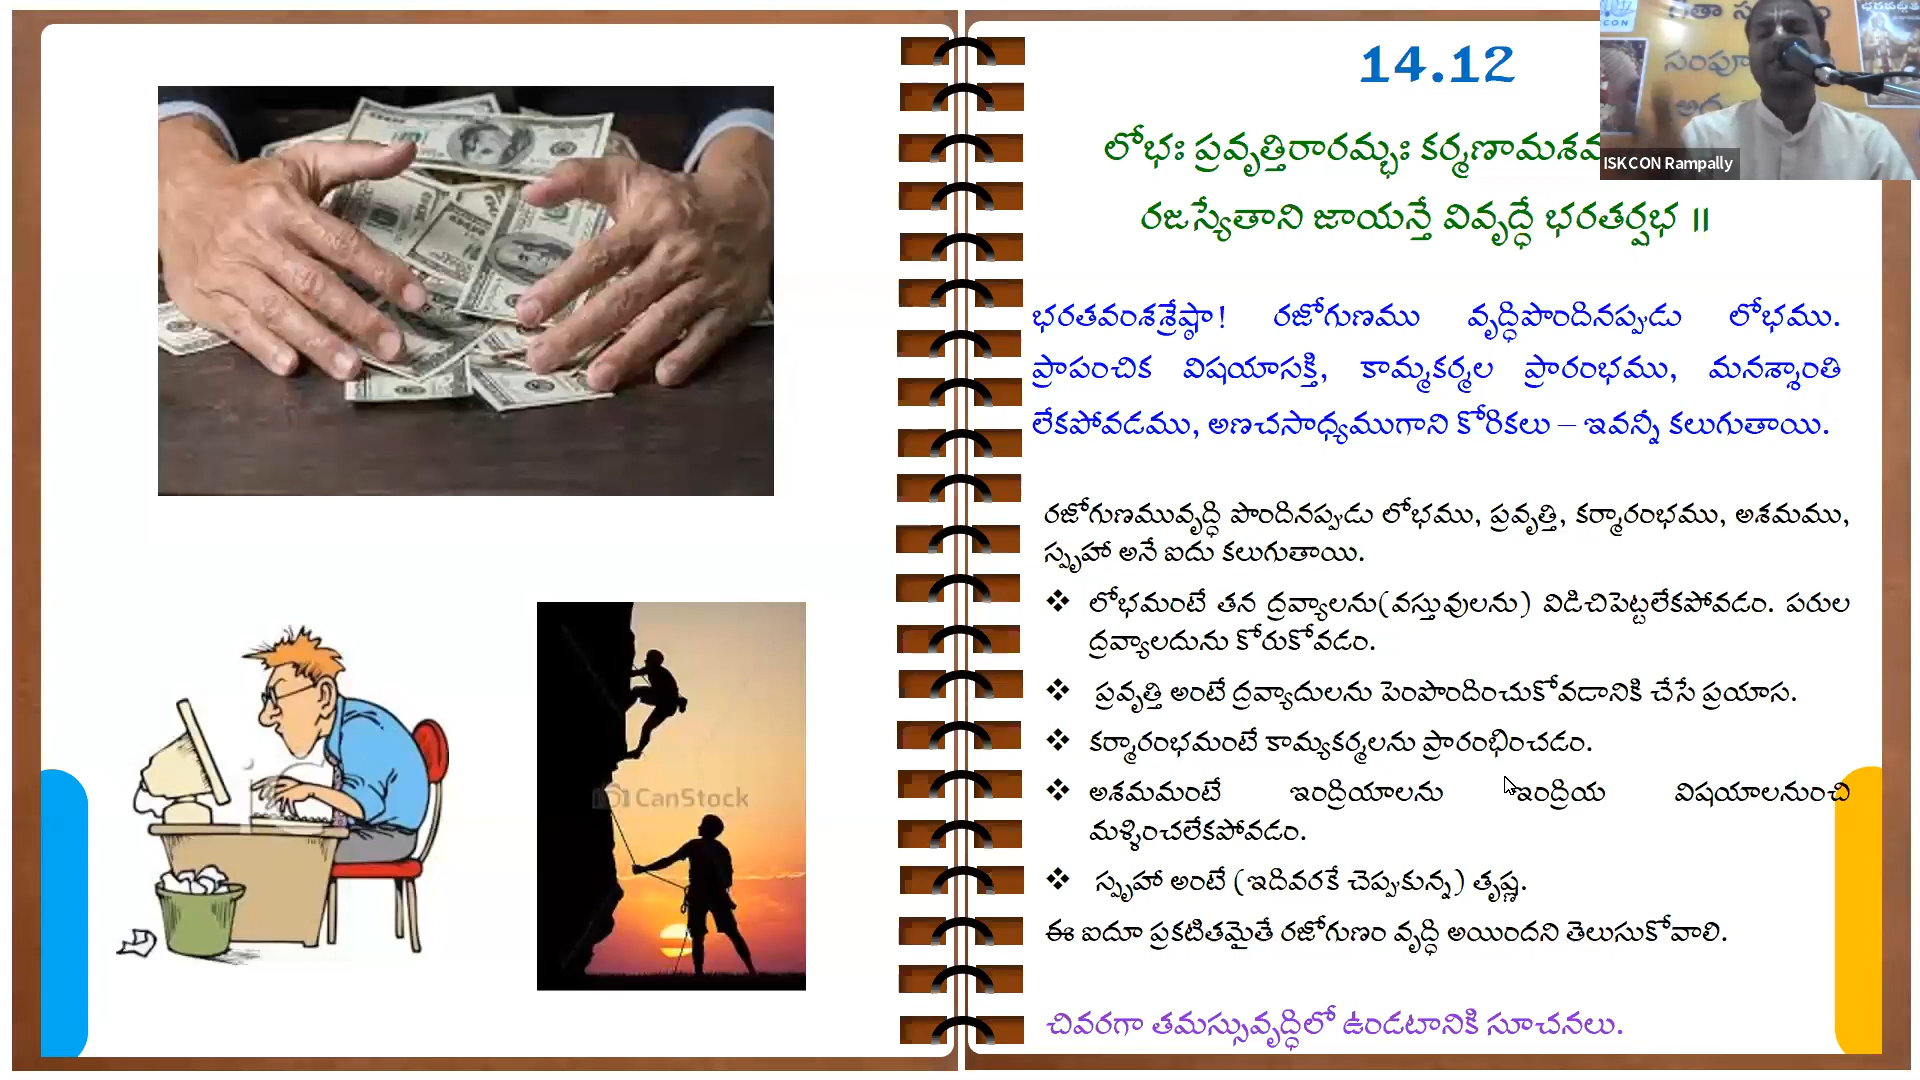 14.12
లోభః ప్రవృత్తిరారమ్భః కర్మణామశమ
రజస్యేతాని జాయన్తే వివృద్ధే భరతర్షభ ॥
భరతవంశశ్రేష్ఠా! రజోగుణము వృద్ధిపొందినప్పుడు లోభము.
ప్రాపంచిక విషయాసక్తి, కామ్మకర్మల ప్రారంభము, మనశ్శాంతి
లేకపోవడము, అణచసాధ్యముగాని కోరికలు – ఇవన్నీ కలుగుతాయి.
రజోగుణమువృద్ధి పొందినప్పుడు లోభము, ప్రవృత్తి, కర్మారంభము, అశమము,
స్పృహా అనే ఐదు కలుగుతాయి.
❖ లోభమంటే తన ద్రవ్యాలను(వస్తువులను) విడిచిపెట్టలేకపోవడం. పరుల
ద్రవ్యాలదును కోరుకోవడం.
❖ ప్రవృత్తి అంటే ద్రవ్యాదులను పెంపొందించుకోవడానికి చేసే ప్రయాస.
❖ కర్మారంభమంటే కామ్యకర్మలను ప్రారంభించడం.
❖ అశమమంటే ఇంద్రియాలను ఇంద్రియ విషయాలనుంచి
మళ్ళించలేకపోవడం.
❖ స్పృహా అంటే (ఇదివరకే చెప్పుకున్న) తృష్ణ.
ఈ ఐదూ ప్రకటితమైతే రజోగుణం వృద్ధి అయిందని తెలుసుకోవాలి.
చివరగా తమస్సువృద్ధిలో ఉండటానికి సూచనలు.
ISKCON Rampally
CanStock